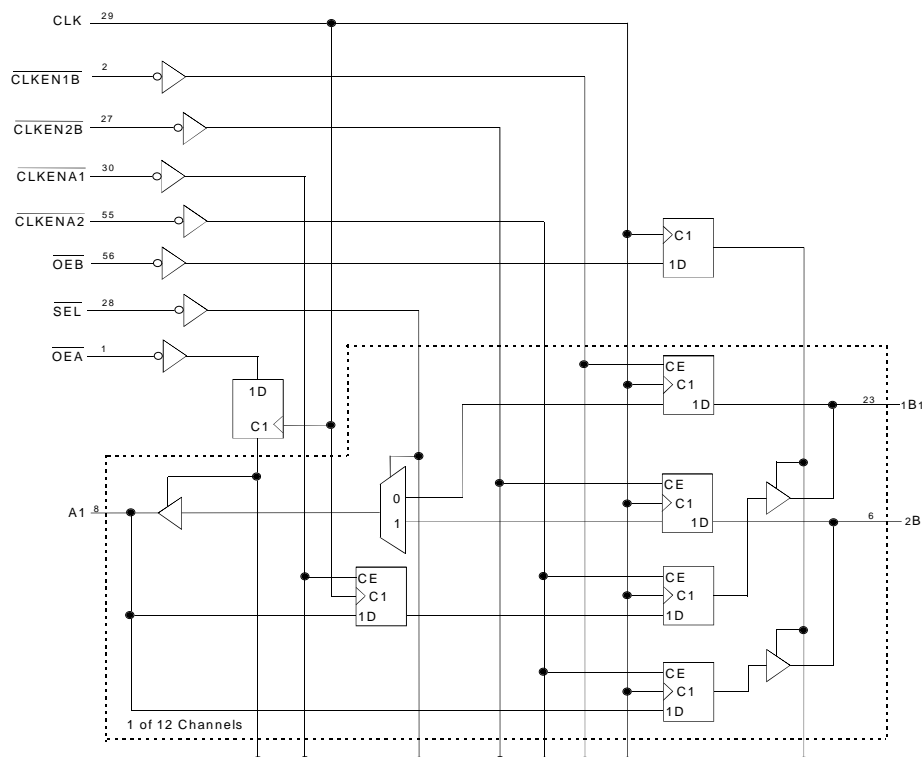 CLK 29
CLKEN1B 2
CLKEN2B 27
CLKENA1 30
CLKENA2 55
C1
OEB 56
1D
SEL 28
OEA 1
CE
1D
C1
1D
23 1B1
C1
CE
0
C1
A1 8
1
1D
6 2B
CE
CE
C1
C1
1D
1D
CE
C1
1D
1 of 12 Channels